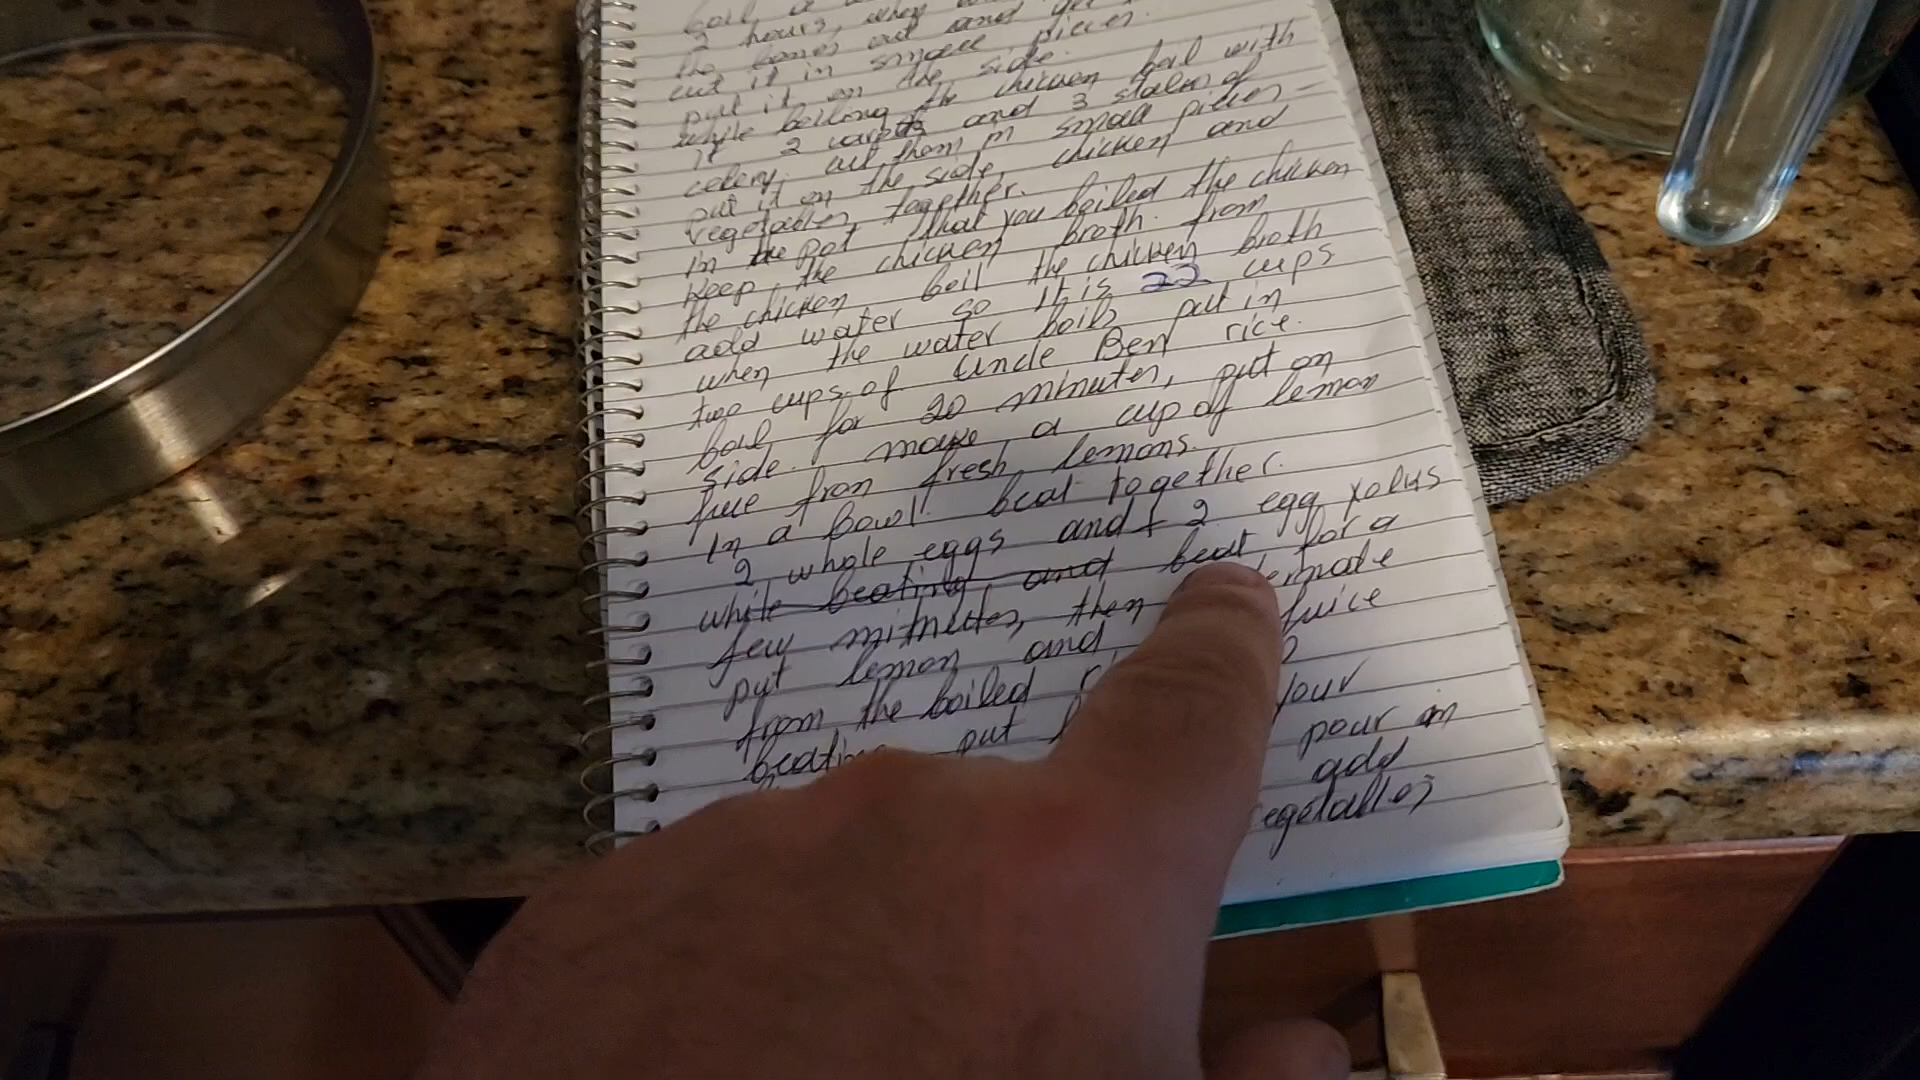 2 hours, when
the bones out and get
cut it in small pieces.
put it on the side.
while boiling the chicken boil with
it 2 carrots and 3 stalks of
celery, cut them in small pieces -
put it on the side, chicken and
vegetables together.
In the pot that you boiled the chicken
Keep the chicken broth from
the chicken boil the chicken broth
add water so it is 22 cups
when the water boils put in
two cups of Uncle Ben rice.
boil for 20 minutes, put on
side. make a cup of lemon
juce from fresh lemons.
In a bowl beat together.
2 whole eggs and 2 egg yolks
while beating and beat for a
few minuttes, then
put lemon and juice
from the boiled
beating put your
pour on
add
vegetables